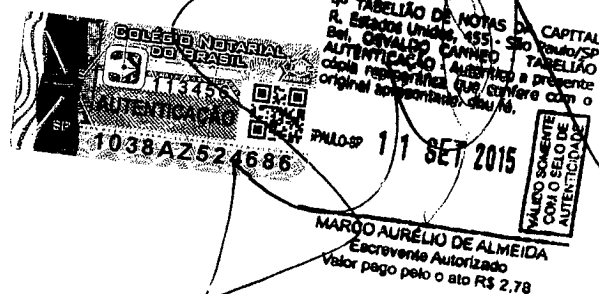 COLÉGIO NOTARIAL
DO BRASIL
113456
AUTENTICAÇÃO
SP
1038AZ524686
TABELIÃO DE NOTAS DA CAPITAL
R. Estados Unidos, 455 - São Paulo/SP
Bel. OSVALDO CANHEO - TABELIÃO
AUTENTICAÇÃO - Autentico a presente
cópia reprográfica que confere com o
original apresentado, dou fé.
PAULO-SP 11 SET 2015
VÁLIDO SOMENTE
COM O SELO DE
AUTENTICIDADE
MARCO AURÉLIO DE ALMEIDA
Escrevente Autorizado
Valor pago pelo o ato R$ 2,78